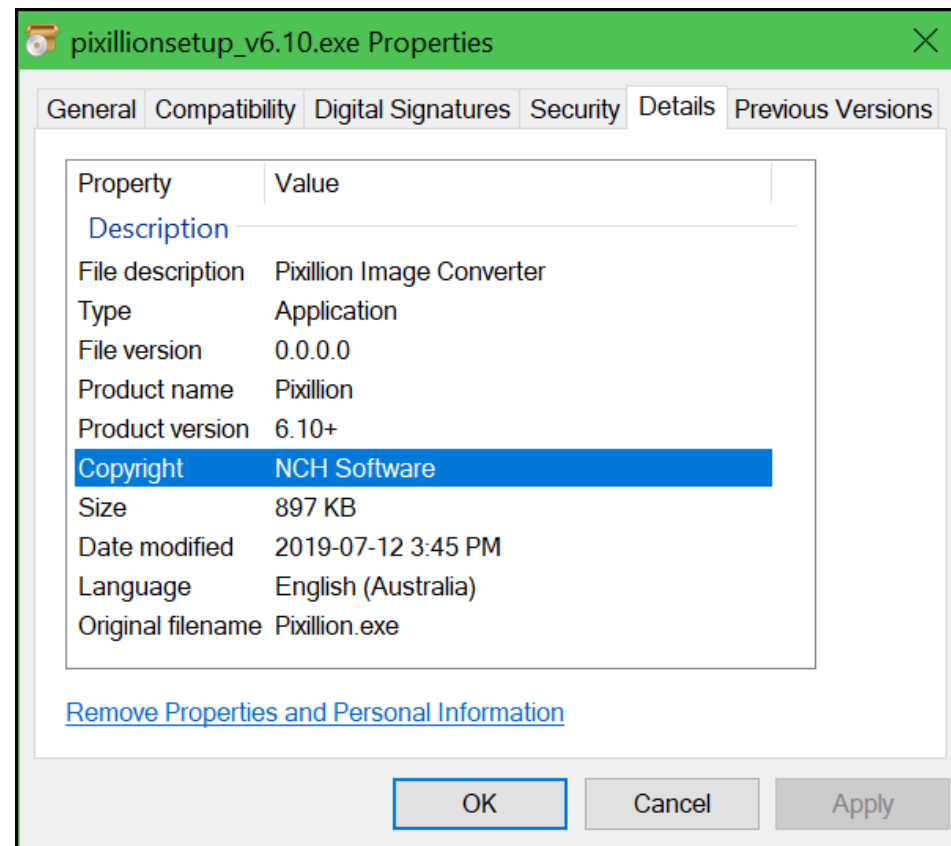 pixillionsetup_v6.10.exe Properties
General Compatibility Digital Signatures Security Details Previous Versions
Property Value
Description
File description Pixillion Image Converter
Type Application
File version 0.0.0.0
Product name Pixillion
Product version 6.10+
Copyright NCH Software
Size 897 KB
Date modified 2019-07-12 3:45 PM
Language English (Australia)
Original filename Pixillion.exe
Remove Properties and Personal Information
OK Cancel Apply